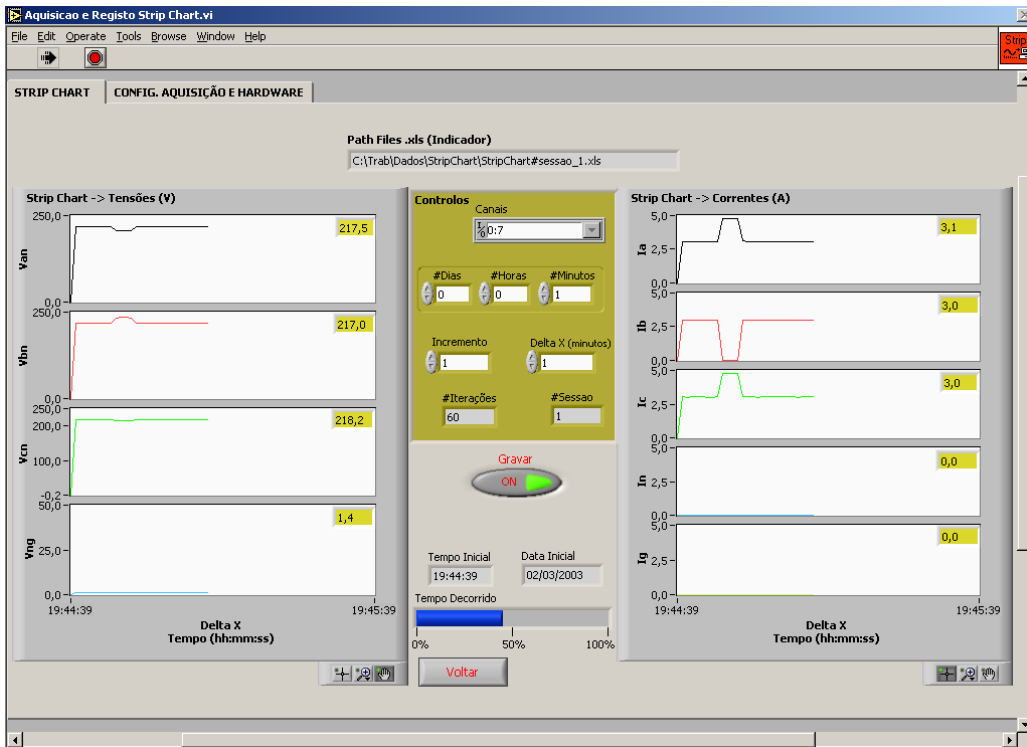 Aquisicao e Registo Strip Chart.vi
File Edit Operate Tools Browse Window Help
Strip
STRIP CHART
CONFIG. AQUISIÇÃO E HARDWARE
Path Files .xls (Indicador)
C:\Trab\Dados\StripChart\StripChart#sessao_1.xls
Strip Chart -> Tensões (V)
250,0
217,5
Van
0,0
250,0
217,0
Vbn
0,0
250,0
218,2
200,0
Vcn
100,0
-0,2
50,0
1,4
Vng
25,0
0,0
19:44:39
19:45:39
Delta X
Tempo (hh:mm:ss)
Controlos
Canais
I/0 0:7
#Dias #Horas #Minutos
0 0 1
Incremento Delta X (minutos)
1 1
#Iterações #Sessao
60 1
Gravar
ON
Tempo Inicial Data Inicial
19:44:39 02/03/2003
Tempo Decorrido
0% 50% 100%
Voltar
Strip Chart -> Correntes (A)
5,0
3,1
Ia
2,5
0,0
5,0
3,0
Ib
2,5
0,0
5,0
3,0
Ic
2,5
0,0
5,0
0,0
In
2,5
0,0
5,0
0,0
Ig
2,5
0,0
19:44:39
19:45:39
Delta X
Tempo (hh:mm:ss)